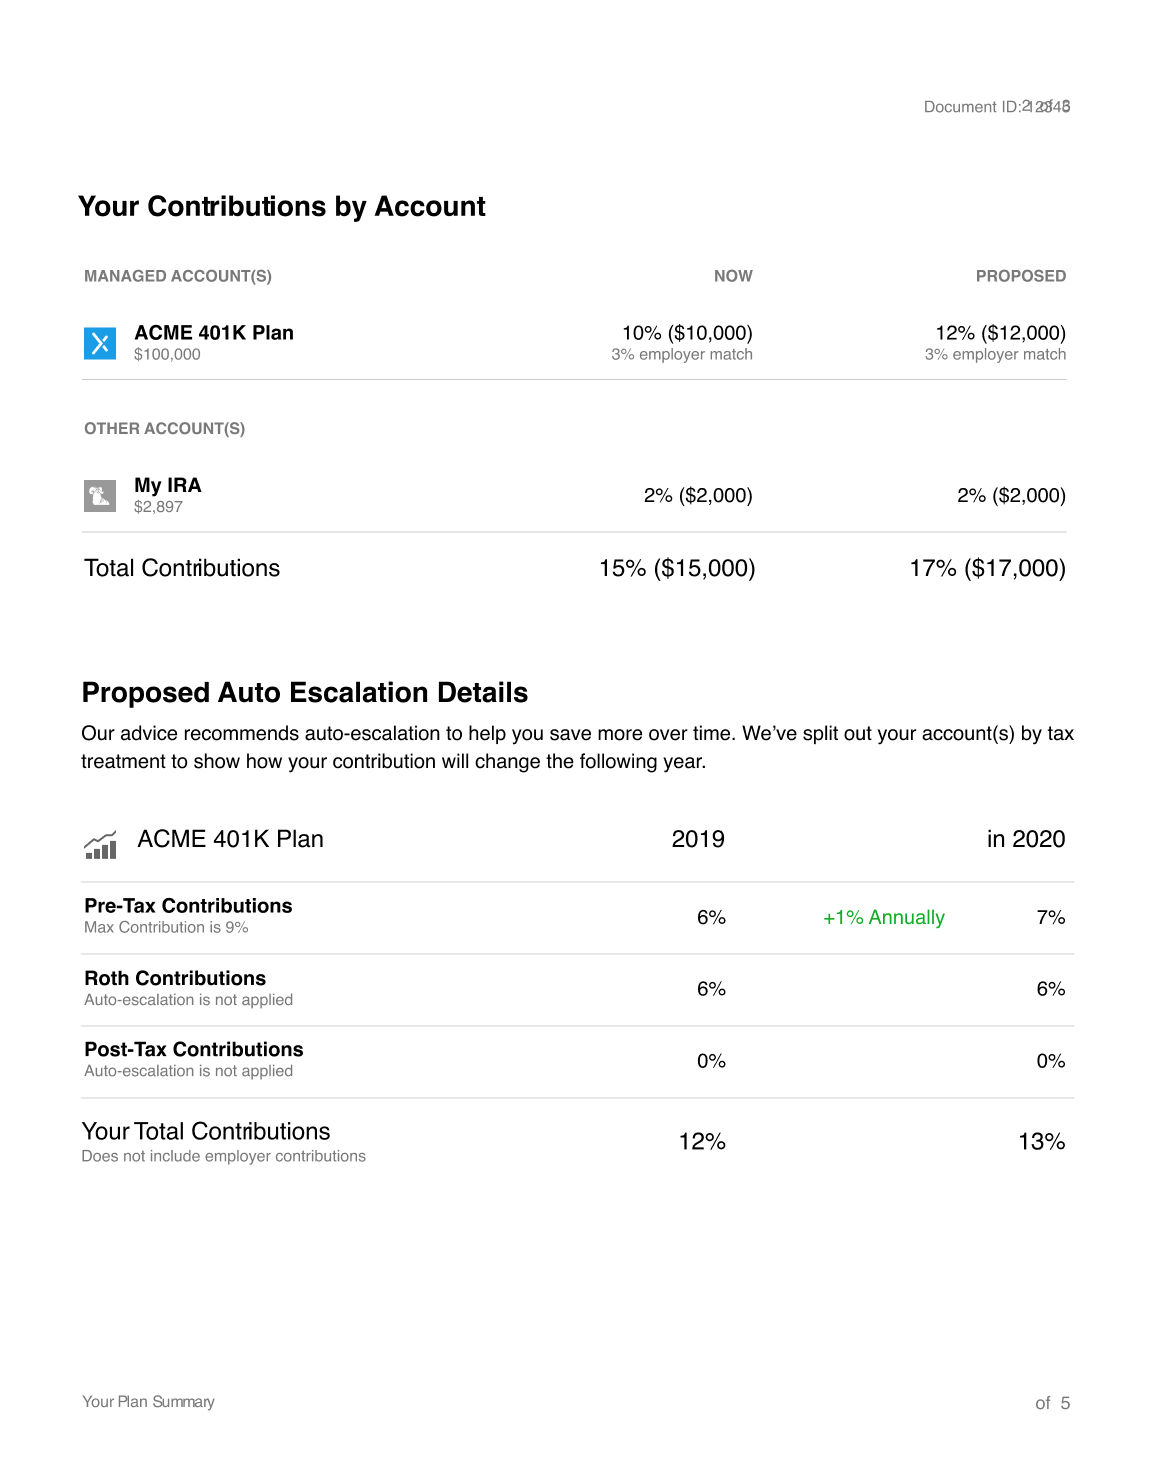 Document ID:
Your Contributions by Account
MANAGED ACCOUNT(S) NOW PROPOSED
ACME 401K Plan 10% ($10,000) 12% ($12,000)
$100,000 3% employer match 3% employer match
OTHER ACCOUNT(S)
My IRA 2% ($2,000) 2% ($2,000)
$2,897
Total Contributions 15% ($15,000) 17% ($17,000)
Proposed Auto Escalation Details
Our advice recommends auto-escalation to help you save more over time. We’ve split out your account(s) by tax
treatment to show how your contribution will change the following year.
ACME 401K Plan 2019 in 2020
Pre-Tax Contributions 6% +1% Annually 7%
Max Contribution is 9%
Roth Contributions 6% 6%
Auto-escalation is not applied
Post-Tax Contributions 0% 0%
Auto-escalation is not applied
Your Total Contributions 12% 13%
Does not include employer contributions
Your Plan Summary of 5